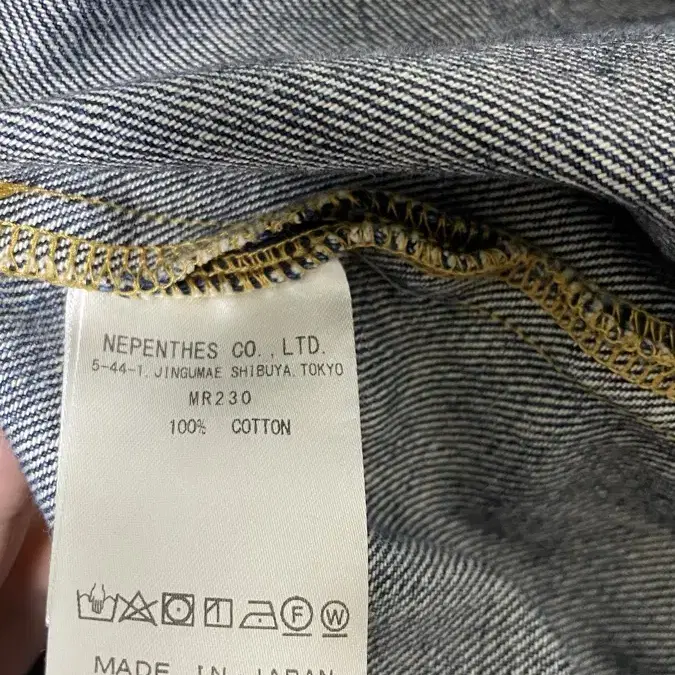 NEPENTHES CO., LTD.
5-44-1. JINGUMAE SHIBUYA. TOKYO
MR230
100% COTTON
F W
MADE IN JAPAN